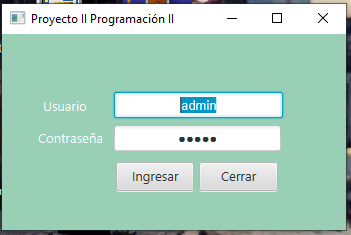 Proyecto II Programación II
Usuario admin
Contraseña •••••
Ingresar Cerrar